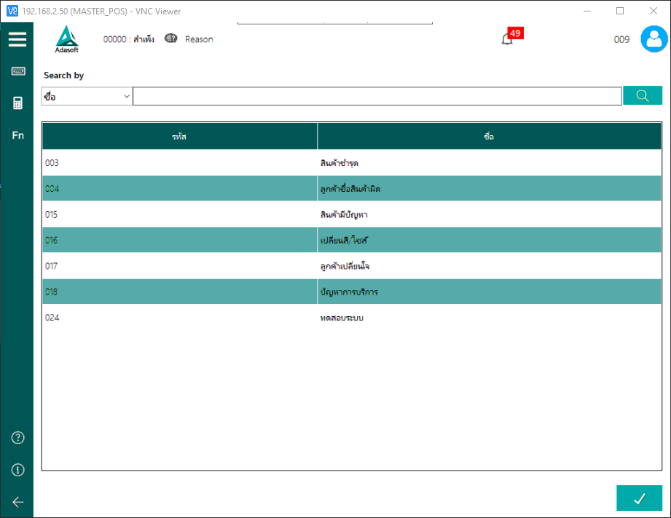 192.168.2.50 (MASTER_POS) - VNC Viewer
Adasoft
00000 : สำเพ็ง
Reason
49
009
Search by
ชื่อ
Fn
รหัส ชื่อ
003 สินค้าชำรุด
004 ลูกค้าซื้อสินค้าผิด
015 สินค้ามีปัญหา
016 เปลี่ยนสี/ไซส์
017 ลูกค้าเปลี่ยนใจ
018 ปัญหาการบริการ
024 ทดสอบระบบ